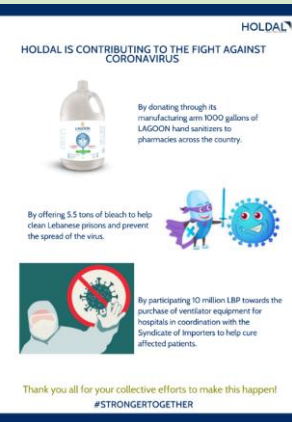 HOLDAL
HOLDAL IS CONTRIBUTING TO THE FIGHT AGAINST
CORONAVIRUS
By donating through its
manufacturing arm 1000 gallons of
LAGOON hand sanitizers to
pharmacies across the country.
LAGOON
By offering 5.5 tons of bleach to help
clean Lebanese prisons and prevent
the spread of the virus.
By participating 10 million LBP towards the
purchase of ventilator equipment for
hospitals in coordination with the
Syndicate of Importers to help cure
affected patients.
Thank you all for your collective efforts to make this happen!
#STRONGERTOGETHER